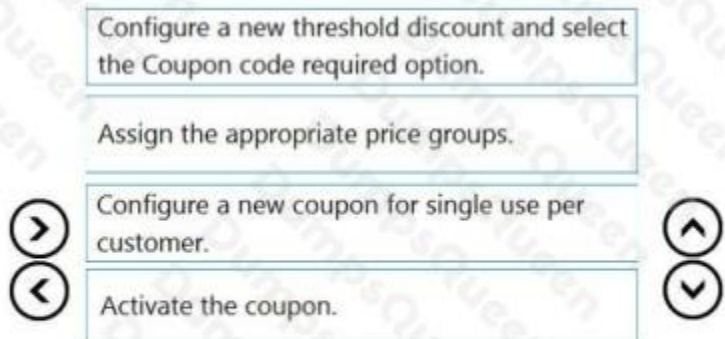 Configure a new threshold discount and select
the Coupon code required option.
Assign the appropriate price groups.
Configure a new coupon for single use per
customer.
Activate the coupon.